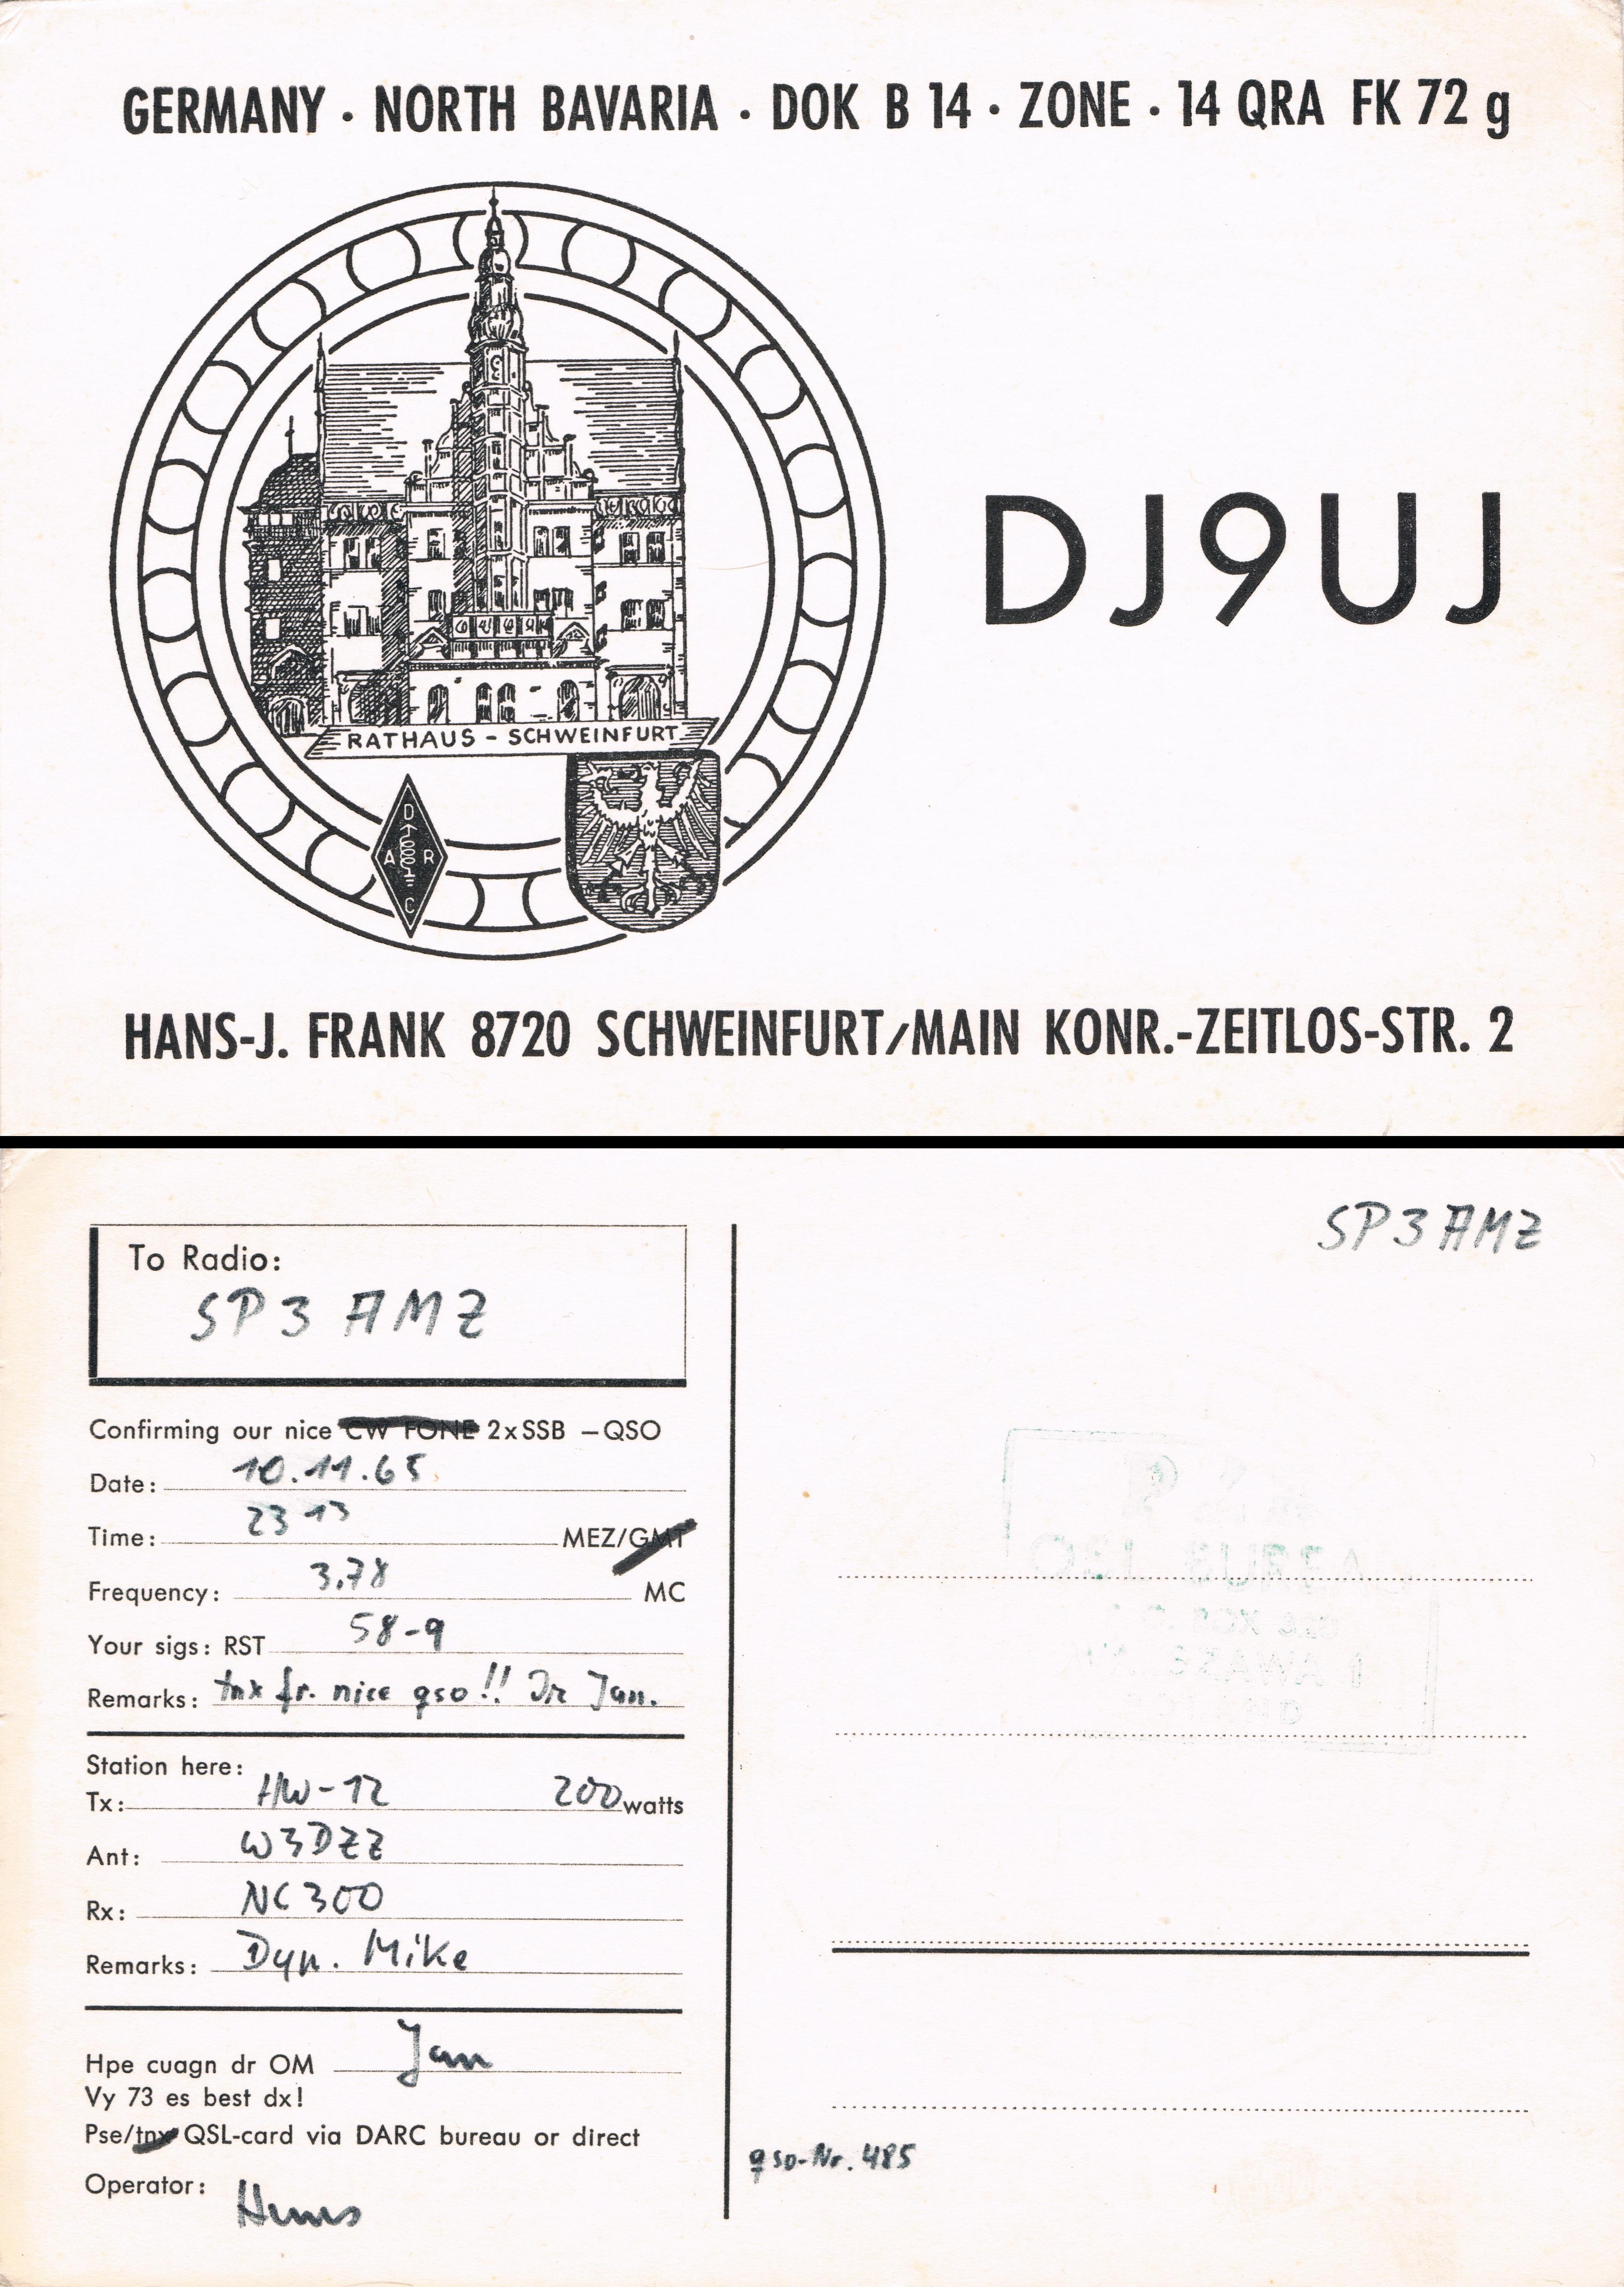 GERMANY · NORTH BAVARIA · DOK B 14 · ZONE · 14 QRA FK 72 g
DJ9UJ
RATHAUS - SCHWEINFURT
D
A R
C
HANS-J. FRANK 8720 SCHWEINFURT/MAIN KONR.-ZEITLOS-STR. 2
SP3AMZ
To Radio:
SP3AMZ
Confirming our nice CW FONE 2xSSB – QSO
Date: 10.11.65
Time: 23 13 MEZ/GMT
Frequency: 3.78 MC
Your sigs: RST 58-9
Remarks: tnx fr. nice qso!! Dr Jan.
Station here:
Tx: HW-12 200 watts
Ant: W3DZZ
Rx: NC300
Remarks: Dyn. Mike
Hpe cuagn dr OM Jan
Vy 73 es best dx!
Pse/tnx QSL-card via DARC bureau or direct
Operator: Hans
qso-Nr. 485